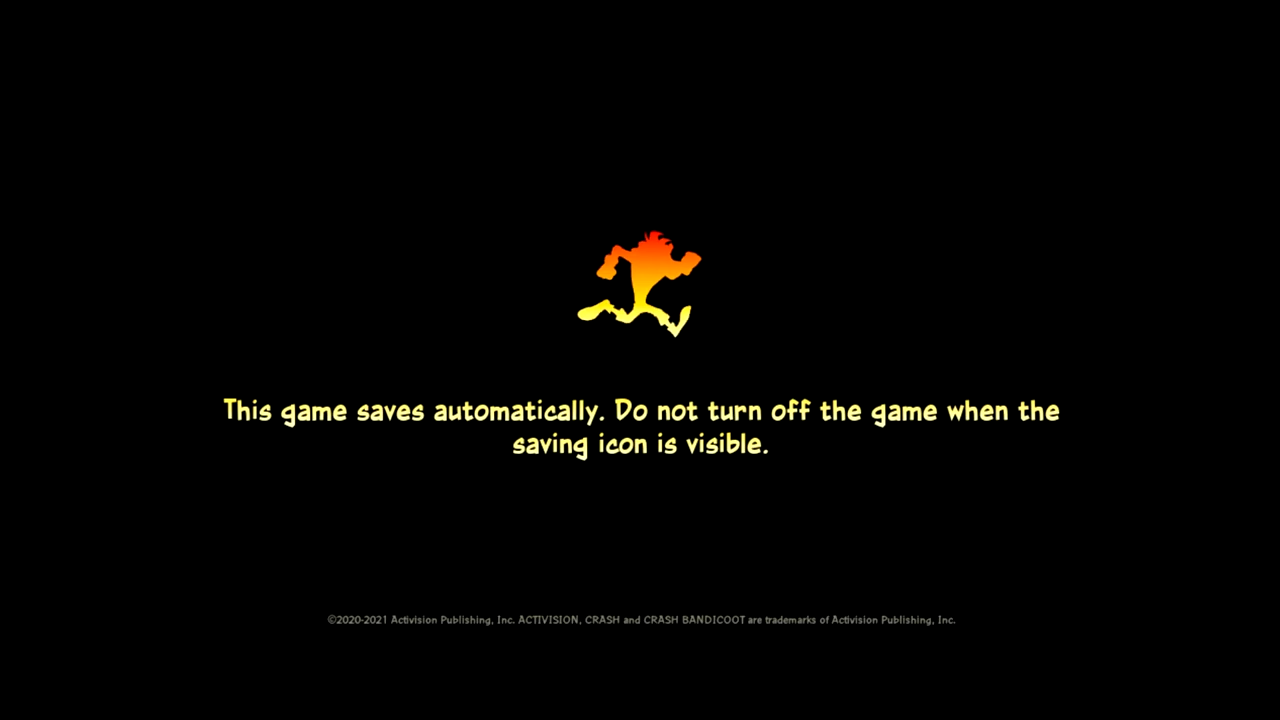 This game saves automatically. Do not turn off the game when the
saving icon is visible.
©2020-2021 Activision Publishing, Inc. ACTIVISION, CRASH and CRASH BANDICOOT are trademarks of Activision Publishing, Inc.